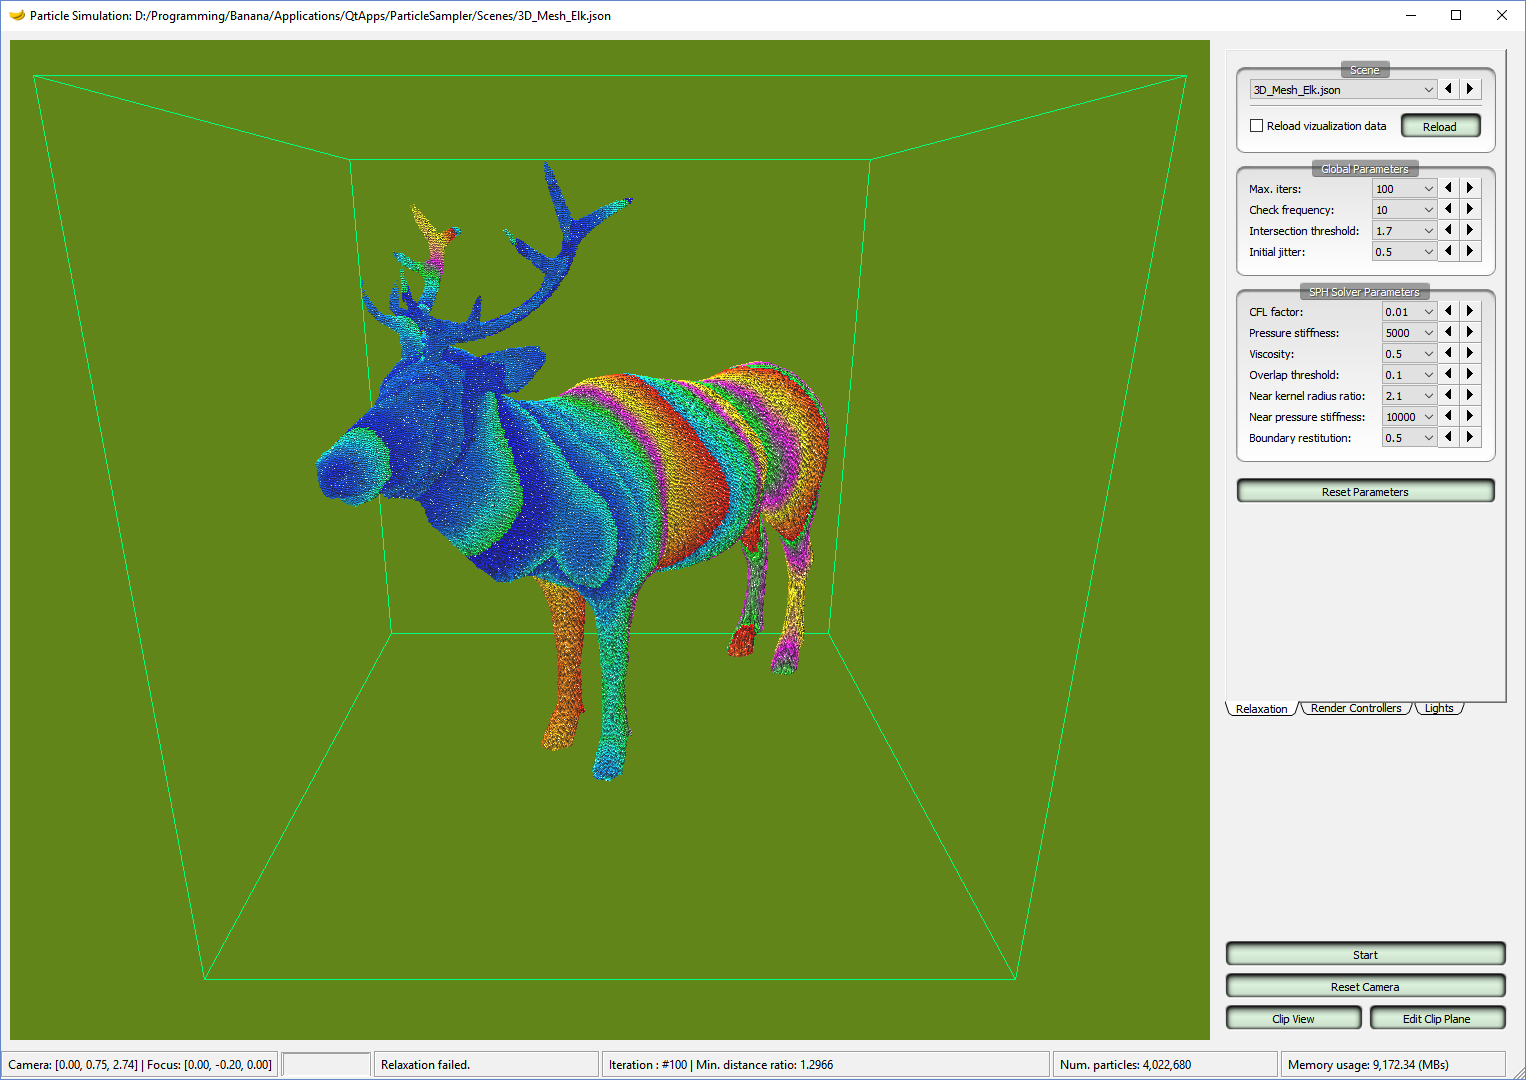 Particle Simulation: D:/Programming/Banana/Applications/QtApps/ParticleSampler/Scenes/3D_Mesh_Elk.json
Scene
3D_Mesh_Elk.json
Reload vizualization data Reload
Global Parameters
Max. iters: 100
Check frequency: 10
Intersection threshold: 1.7
Initial jitter: 0.5
SPH Solver Parameters
CFL factor: 0.01
Pressure stiffness: 5000
Viscosity: 0.5
Overlap threshold: 0.1
Near kernel radius ratio: 2.1
Near pressure stiffness: 10000
Boundary restitution: 0.5
Reset Parameters
Relaxation Render Controllers Lights
Start
Reset Camera
Clip View Edit Clip Plane
Camera: [0.00, 0.75, 2.74] | Focus: [0.00, -0.20, 0.00] Relaxation failed. Iteration : #100 | Min. distance ratio: 1.2966 Num. particles: 4,022,680 Memory usage: 9,172.34 (MBs)